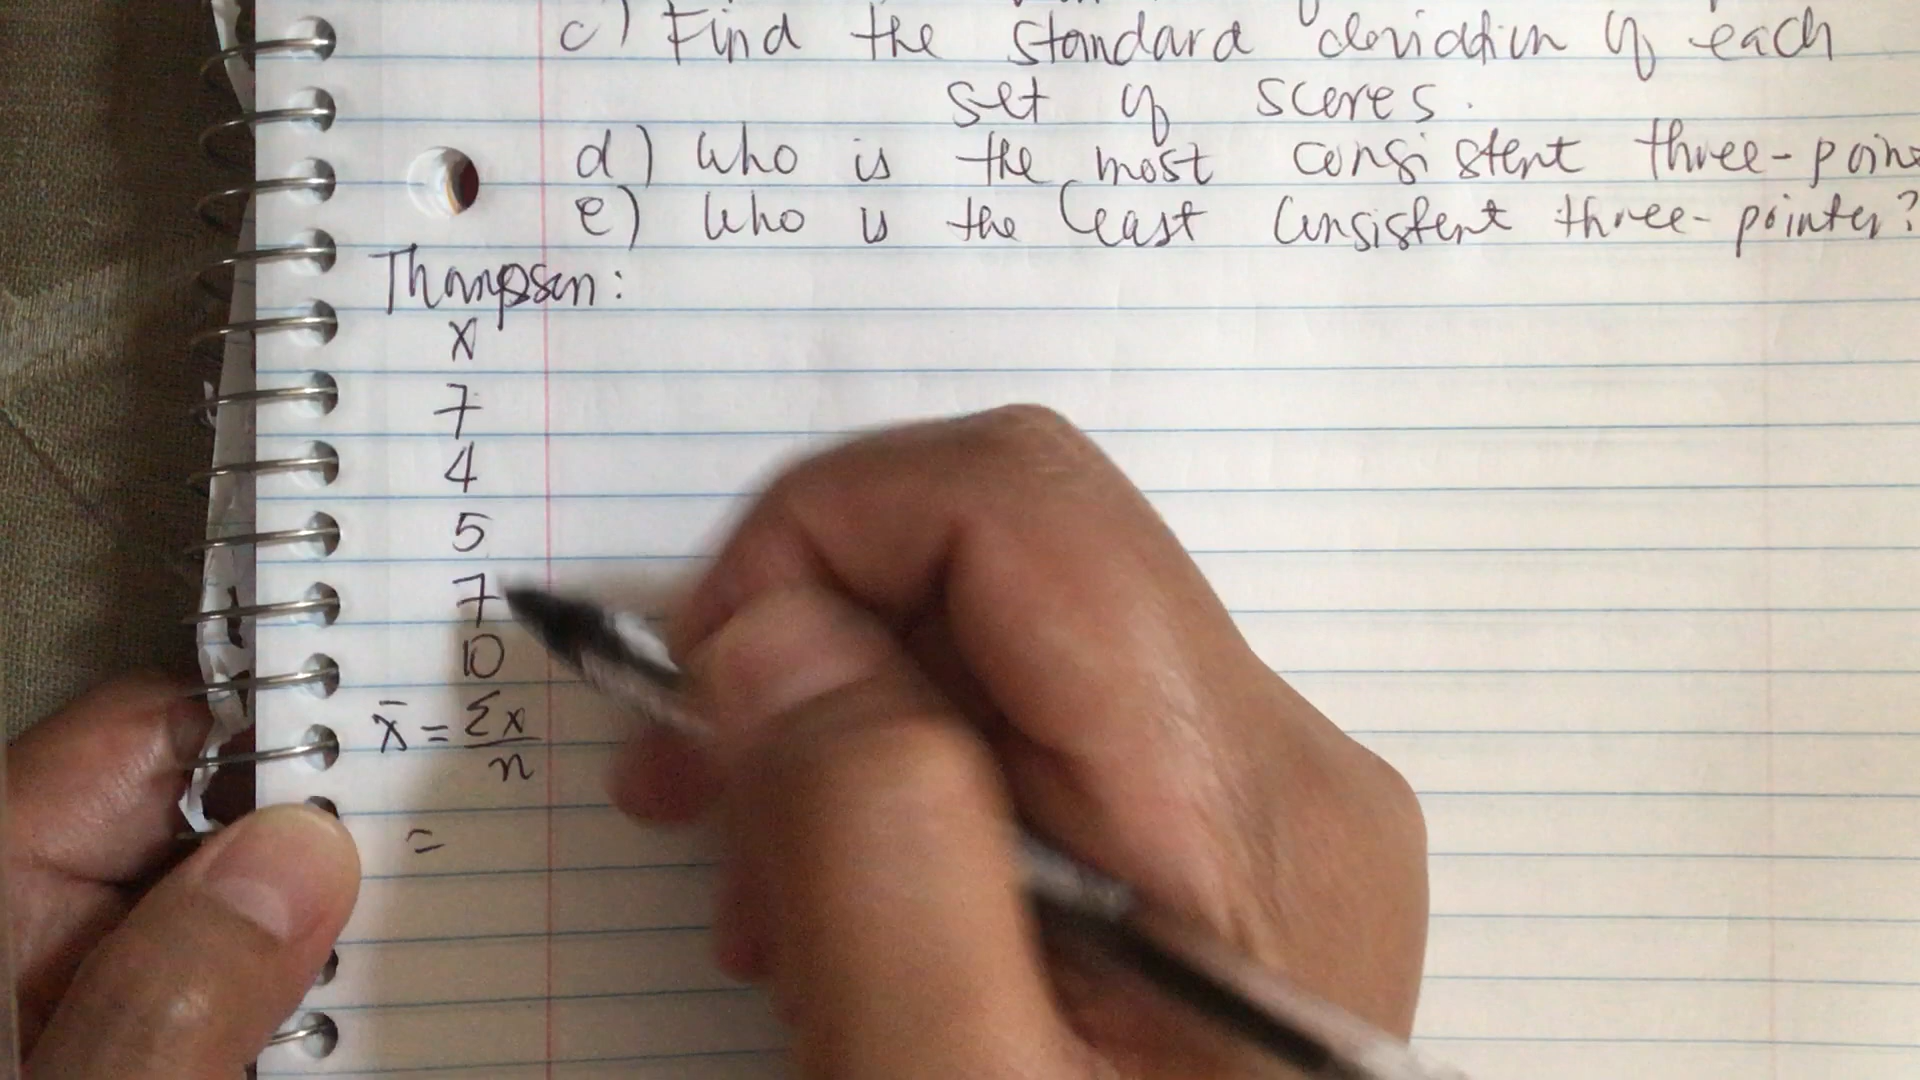 c) Find the standard deviation of each
set of scores.
d) Who is the most consistent three-poin
e) Who is the least consistent three-pointer?
Thompson:
x
7
4
5
7
10
x̄ = Σx
n
=